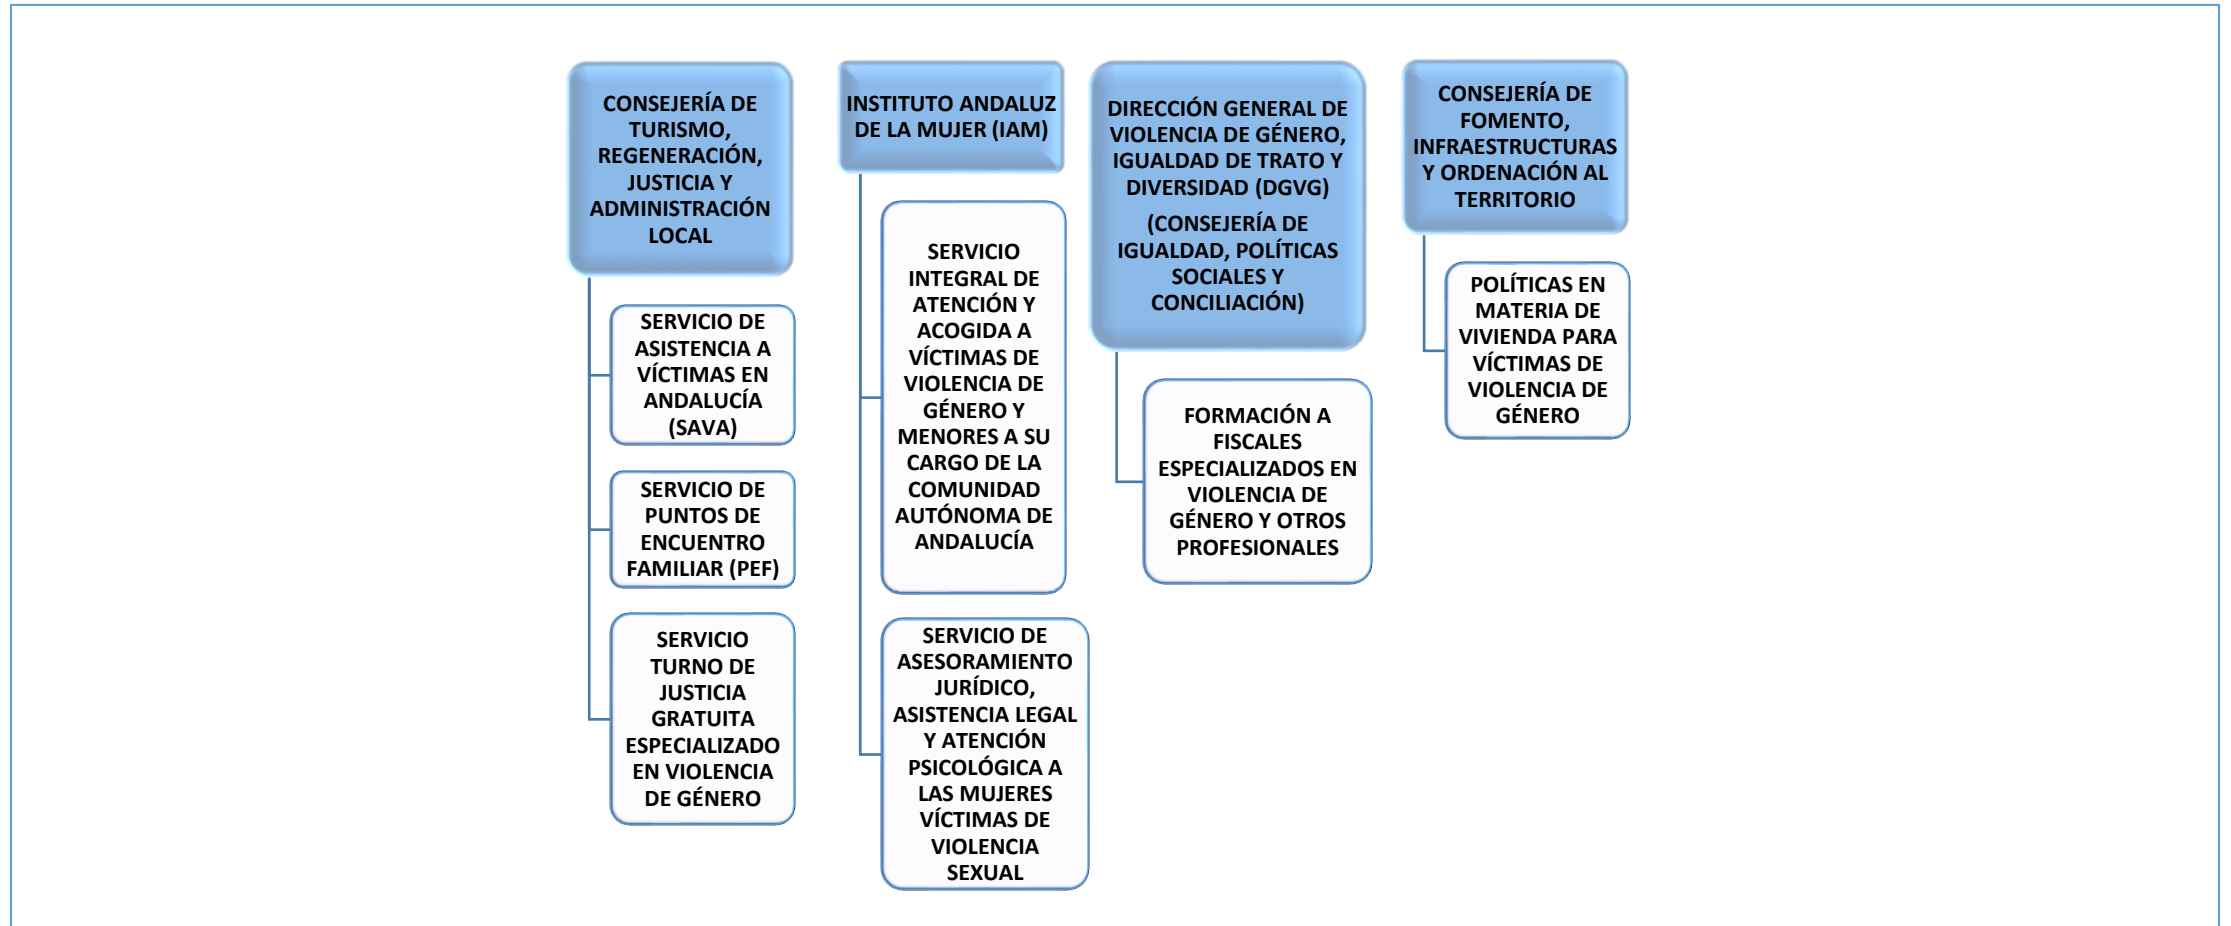 CONSEJERÍA DE
TURISMO,
REGENERACIÓN,
JUSTICIA Y
ADMINISTRACIÓN
LOCAL
SERVICIO DE
ASISTENCIA A
VÍCTIMAS EN
ANDALUCÍA
(SAVA)
SERVICIO DE
PUNTOS DE
ENCUENTRO
FAMILIAR (PEF)
SERVICIO
TURNO DE
JUSTICIA
GRATUITA
ESPECIALIZADO
EN VIOLENCIA
DE GÉNERO
INSTITUTO ANDALUZ
DE LA MUJER (IAM)
SERVICIO
INTEGRAL DE
ATENCIÓN Y
ACOGIDA A
VÍCTIMAS DE
VIOLENCIA DE
GÉNERO Y
MENORES A SU
CARGO DE LA
COMUNIDAD
AUTÓNOMA DE
ANDALUCÍA
SERVICIO DE
ASESORAMIENTO
JURÍDICO,
ASISTENCIA LEGAL
Y ATENCIÓN
PSICOLÓGICA A
LAS MUJERES
VÍCTIMAS DE
VIOLENCIA
SEXUAL
DIRECCIÓN GENERAL DE
VIOLENCIA DE GÉNERO,
IGUALDAD DE TRATO Y
DIVERSIDAD (DGVG)
(CONSEJERÍA DE
IGUALDAD, POLÍTICAS
SOCIALES Y
CONCILIACIÓN)
FORMACIÓN A
FISCALES
ESPECIALIZADOS EN
VIOLENCIA DE
GÉNERO Y OTROS
PROFESIONALES
CONSEJERÍA DE
FOMENTO,
INFRAESTRUCTURAS
Y ORDENACIÓN AL
TERRITORIO
POLÍTICAS EN
MATERIA DE
VIVIENDA PARA
VÍCTIMAS DE
VIOLENCIA DE
GÉNERO